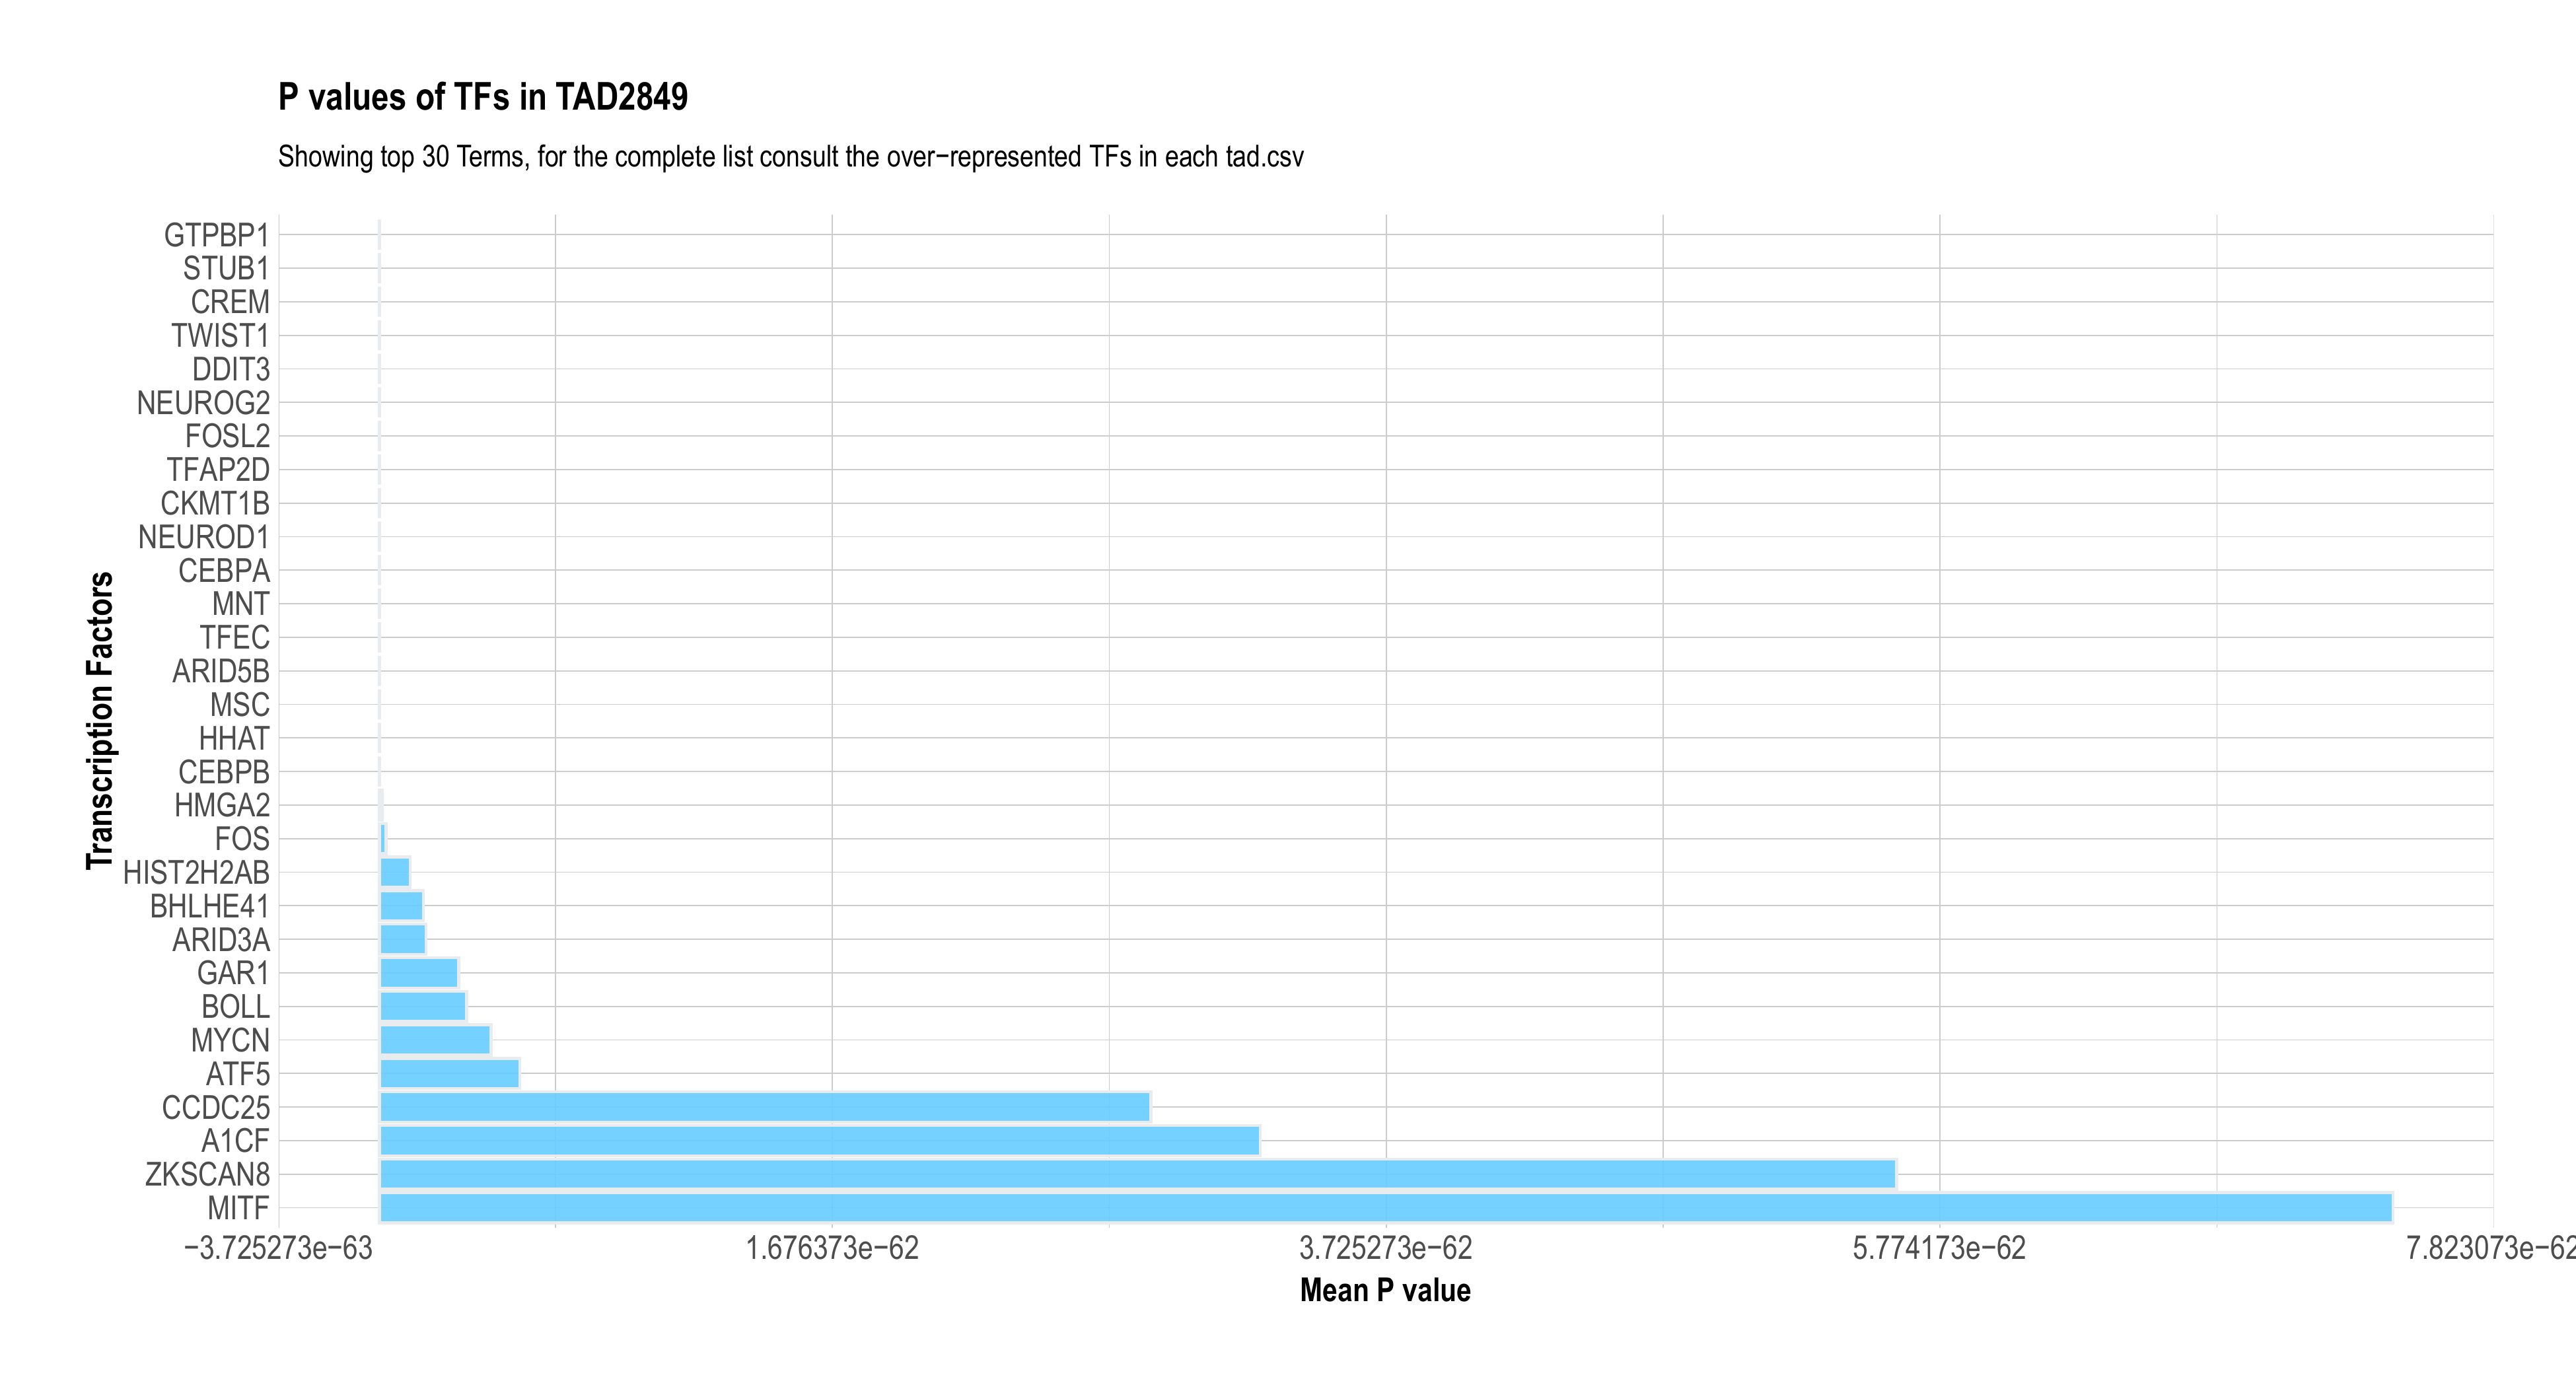 P values of TFs in TAD2849
Showing top 30 Terms, for the complete list consult the over−represented TFs in each tad.csv
Transcription Factors
GTPBP1
STUB1
CREM
TWIST1
DDIT3
NEUROG2
FOSL2
TFAP2D
CKMT1B
NEUROD1
CEBPA
MNT
TFEC
ARID5B
MSC
HHAT
CEBPB
HMGA2
FOS
HIST2H2AB
BHLHE41
ARID3A
GAR1
BOLL
MYCN
ATF5
CCDC25
A1CF
ZKSCAN8
MITF
−3.725273e−63 1.676373e−62 3.725273e−62 5.774173e−62 7.823073e−62
Mean P value